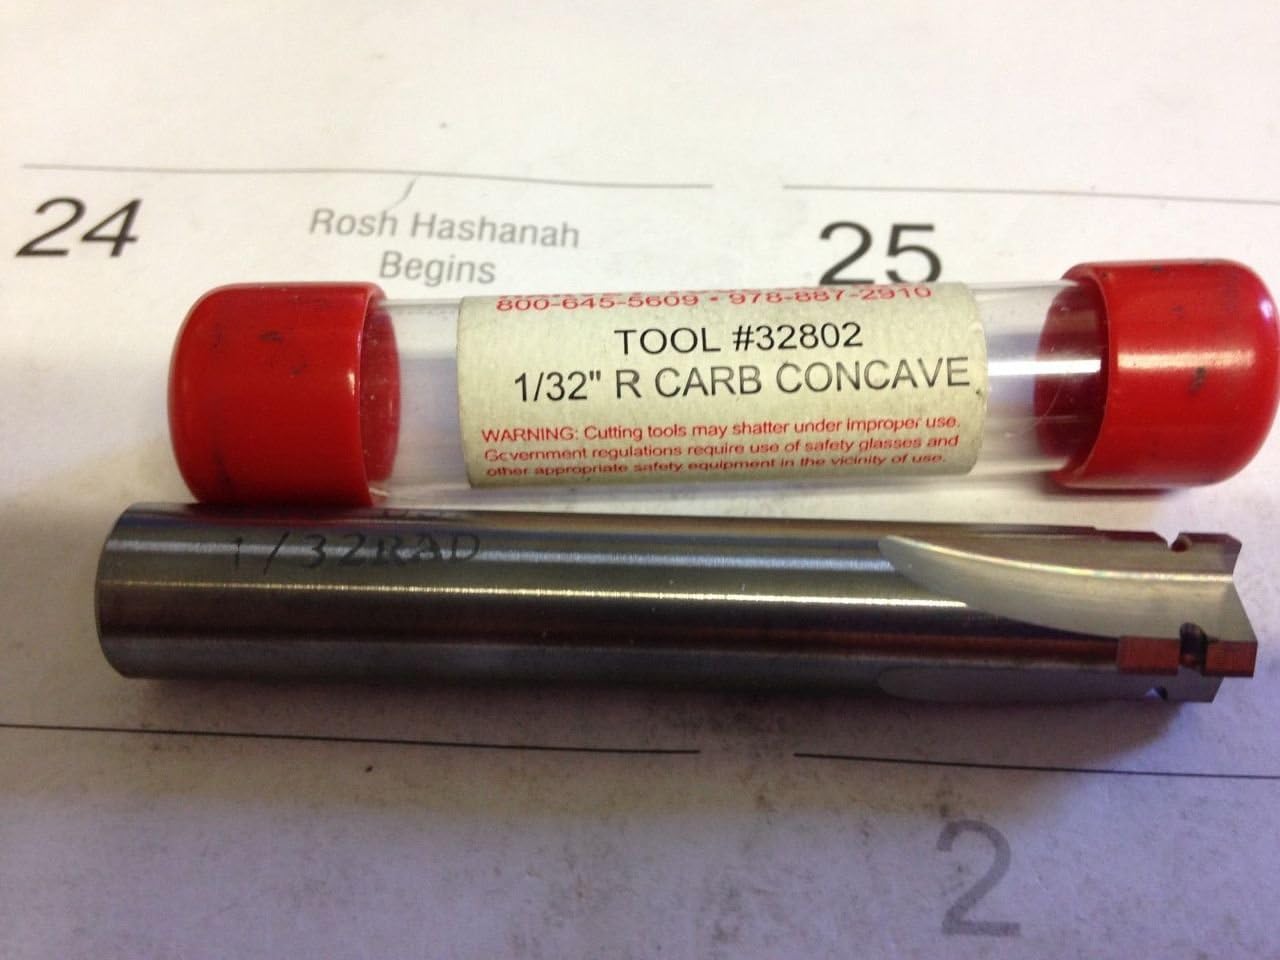 24
Rosh Hashanah
Begins
25
800-645-5609 • 978-887-2910
TOOL #32802
1/32" R CARB CONCAVE
WARNING: Cutting tools may shatter under improper use.
Government regulations require use of safety glasses and
other appropriate safety equipment in the vicinity of use.
1/32RAD
2